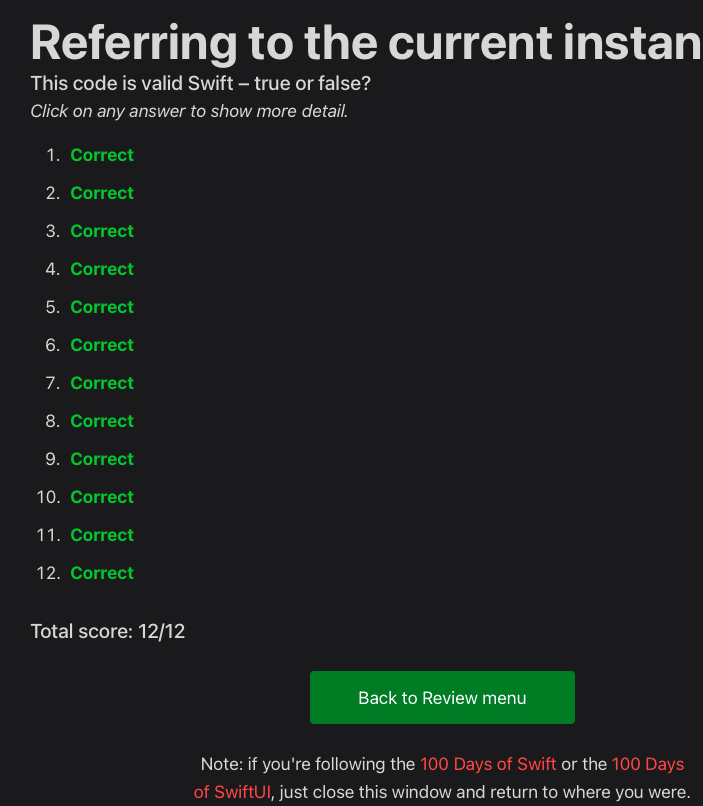 Referring to the current instan
This code is valid Swift – true or false?
Click on any answer to show more detail.
1. Correct
2. Correct
3. Correct
4. Correct
5. Correct
6. Correct
7. Correct
8. Correct
9. Correct
10. Correct
11. Correct
12. Correct
Total score: 12/12
Back to Review menu
Note: if you're following the 100 Days of Swift or the 100 Days
of SwiftUI, just close this window and return to where you were.